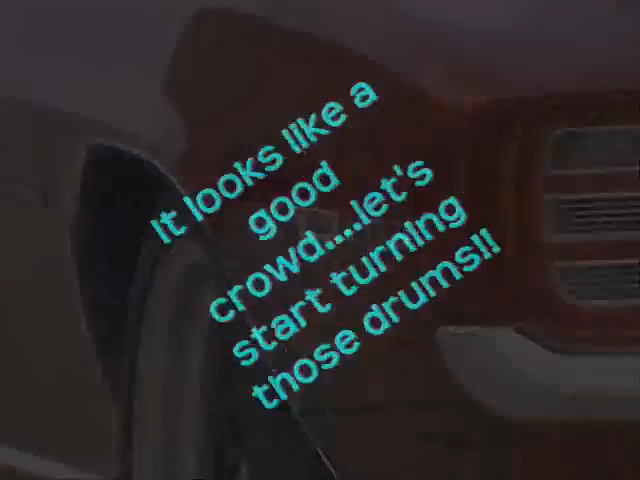 It looks like a
good
crowd....let's
start turning
those drums!!